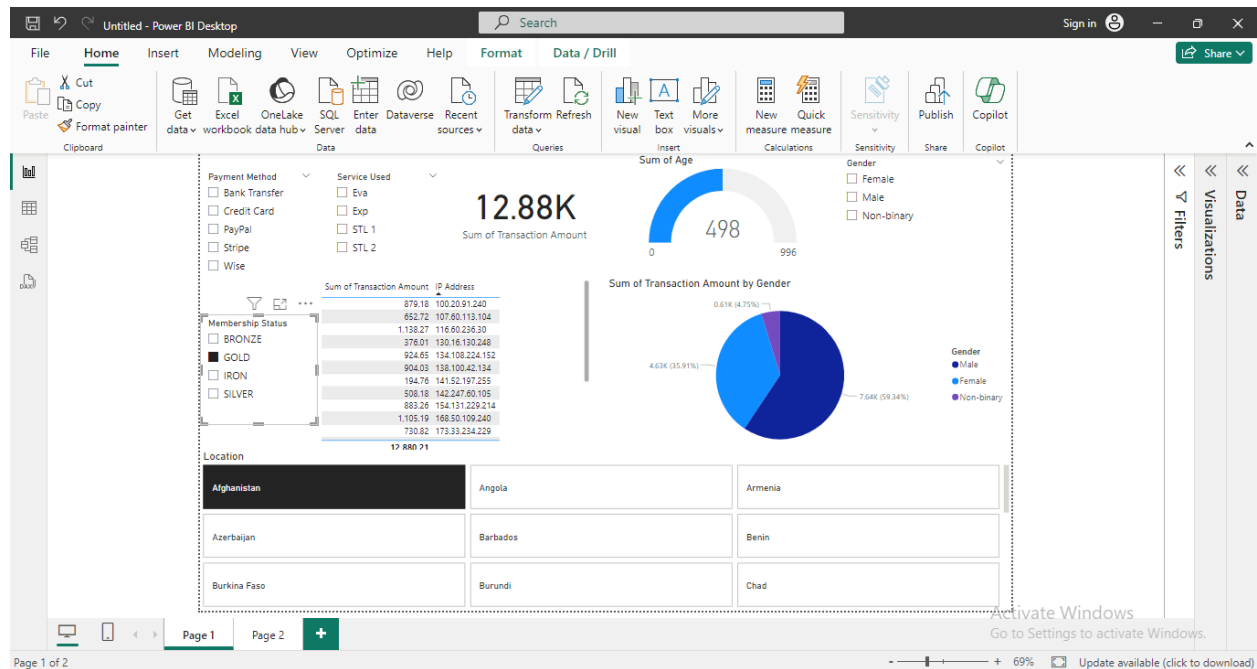 Untitled - Power BI Desktop
Search
Sign in
File Home Insert Modeling View Optimize Help Format Data / Drill
Share
Paste
Cut
Copy
Format painter
Clipboard
Get data
Excel workbook
OneLake data hub
SQL Server
Enter data
Dataverse
Recent sources
Data
Transform data
Refresh
Queries
New visual
Text box
More visuals
Insert
New measure
Quick measure
Calculations
Sensitivity
Sensitivity
Publish
Share
Copilot
Copilot
Payment Method
Bank Transfer
Credit Card
PayPal
Stripe
Wise
Service Used
Eva
Exp
STL 1
STL 2
12.88K
Sum of Transaction Amount
Sum of Age
498
0 996
Gender
Female
Male
Non-binary
Filters
Visualizations
Data
Membership Status
BRONZE
GOLD
IRON
SILVER
Sum of Transaction Amount IP Address
879.18 100.20.91.240
652.72 107.60.113.104
1,138.27 116.60.236.30
376.01 130.16.130.248
924.65 134.108.224.152
904.03 138.100.42.134
194.76 141.52.197.255
508.18 142.247.60.105
883.26 154.131.229.214
1,105.19 168.50.109.240
730.82 173.33.234.229
12,880.21
Sum of Transaction Amount by Gender
0.61K (4.75%)
4.63K (35.91%)
7.64K (59.34%)
Gender
Male
Female
Non-binary
Location
Afghanistan Angola Armenia
Azerbaijan Barbados Benin
Burkina Faso Burundi Chad
Activate Windows
Go to Settings to activate Windows.
Page 1 Page 2 +
Page 1 of 2
- + 69% Update available (click to download)